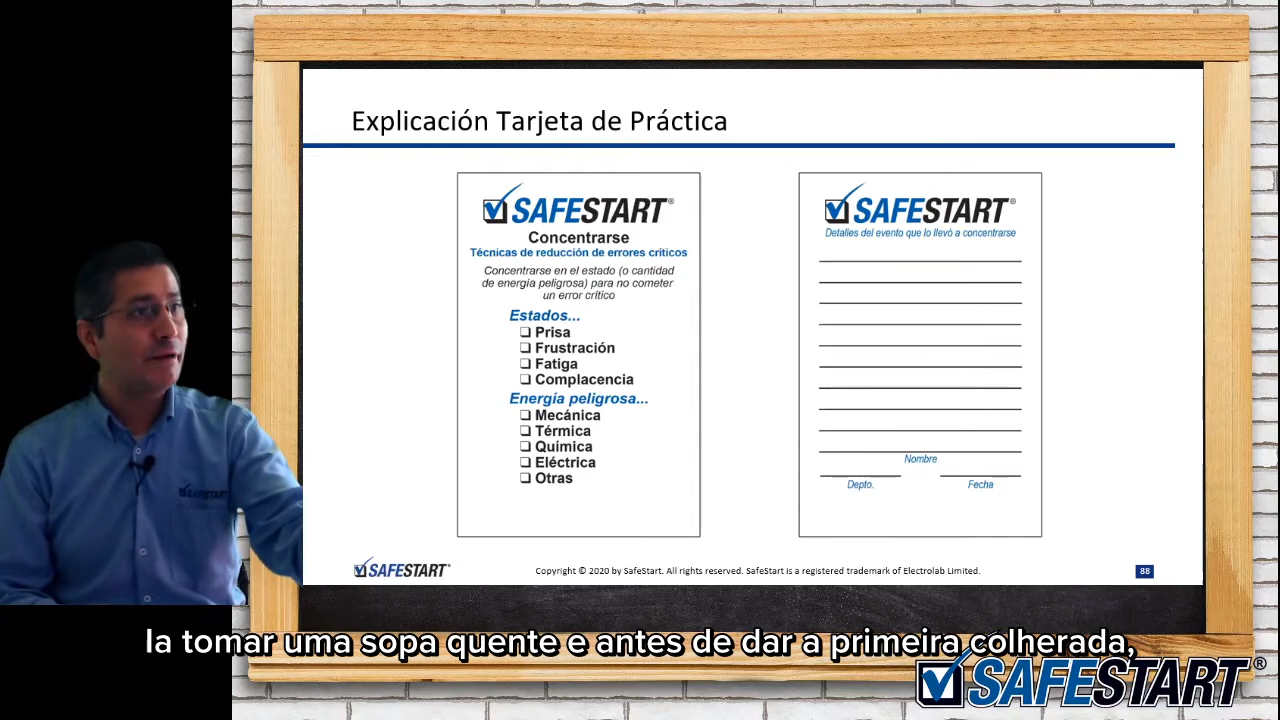 Explicación Tarjeta de Práctica
SAFESTART®
Concentrarse
Técnicas de reducción de errores críticos
Concentrarse en el estado (o cantidad
de energía peligrosa) para no cometer
un error crítico
Estados...
❑ Prisa
❑ Frustración
❑ Fatiga
❑ Complacencia
Energía peligrosa...
❑ Mecánica
❑ Térmica
❑ Química
❑ Eléctrica
❑ Otras
SAFESTART®
Detalles del evento que lo llevó a concentrarse
Nombre
Depto.
Fecha
SAFESTART
SAFESTART®
Copyright © 2020 by SafeStart. All rights reserved. SafeStart is a registered trademark of Electrolab Limited.
88
Ia tomar uma sopa quente e antes de dar a primeira colherada,
SAFESTART®